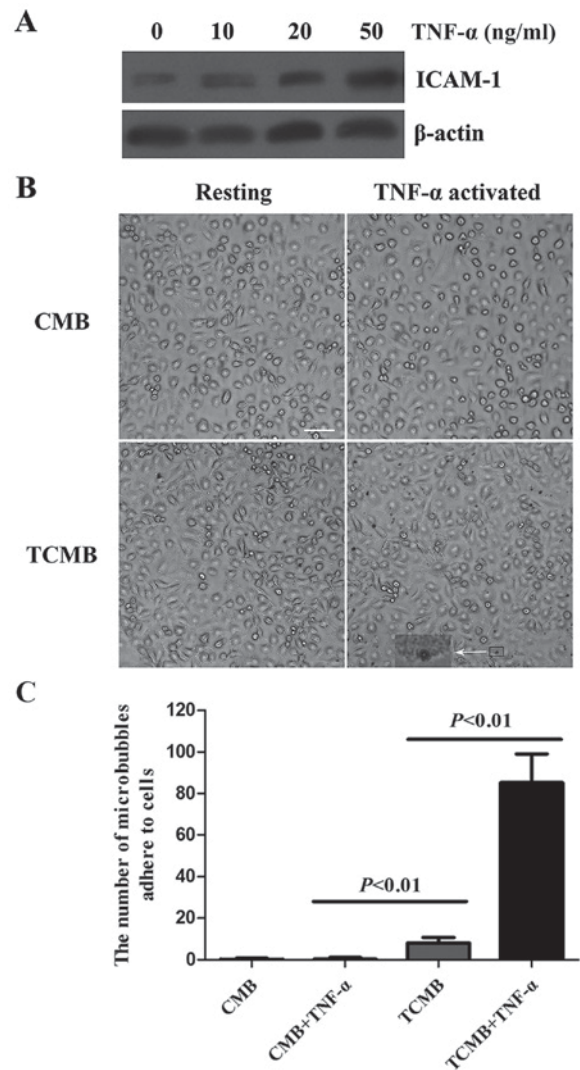 A
0 10 20 50 TNF-α (ng/ml)
ICAM-1
β-actin
B
Resting TNF-α activated
CMB
TCMB
C
The number of microbubbles
adhere to cells
120
100
80
60
40
20
0
P<0.01
P<0.01
CMB
CMB+TNF-α
TCMB
TCMB+TNF-α